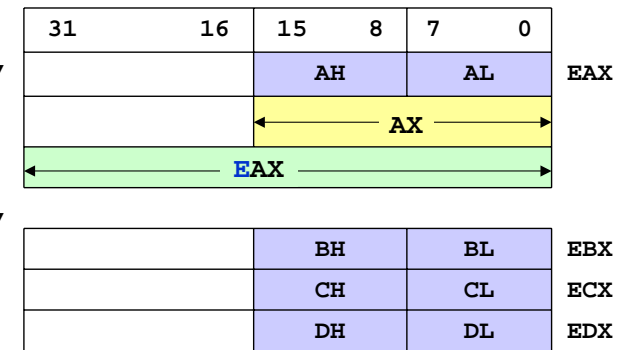 31 16 15 8 7 0
AH AL EAX
AX
EAX
BH BL EBX
CH CL ECX
DH DL EDX